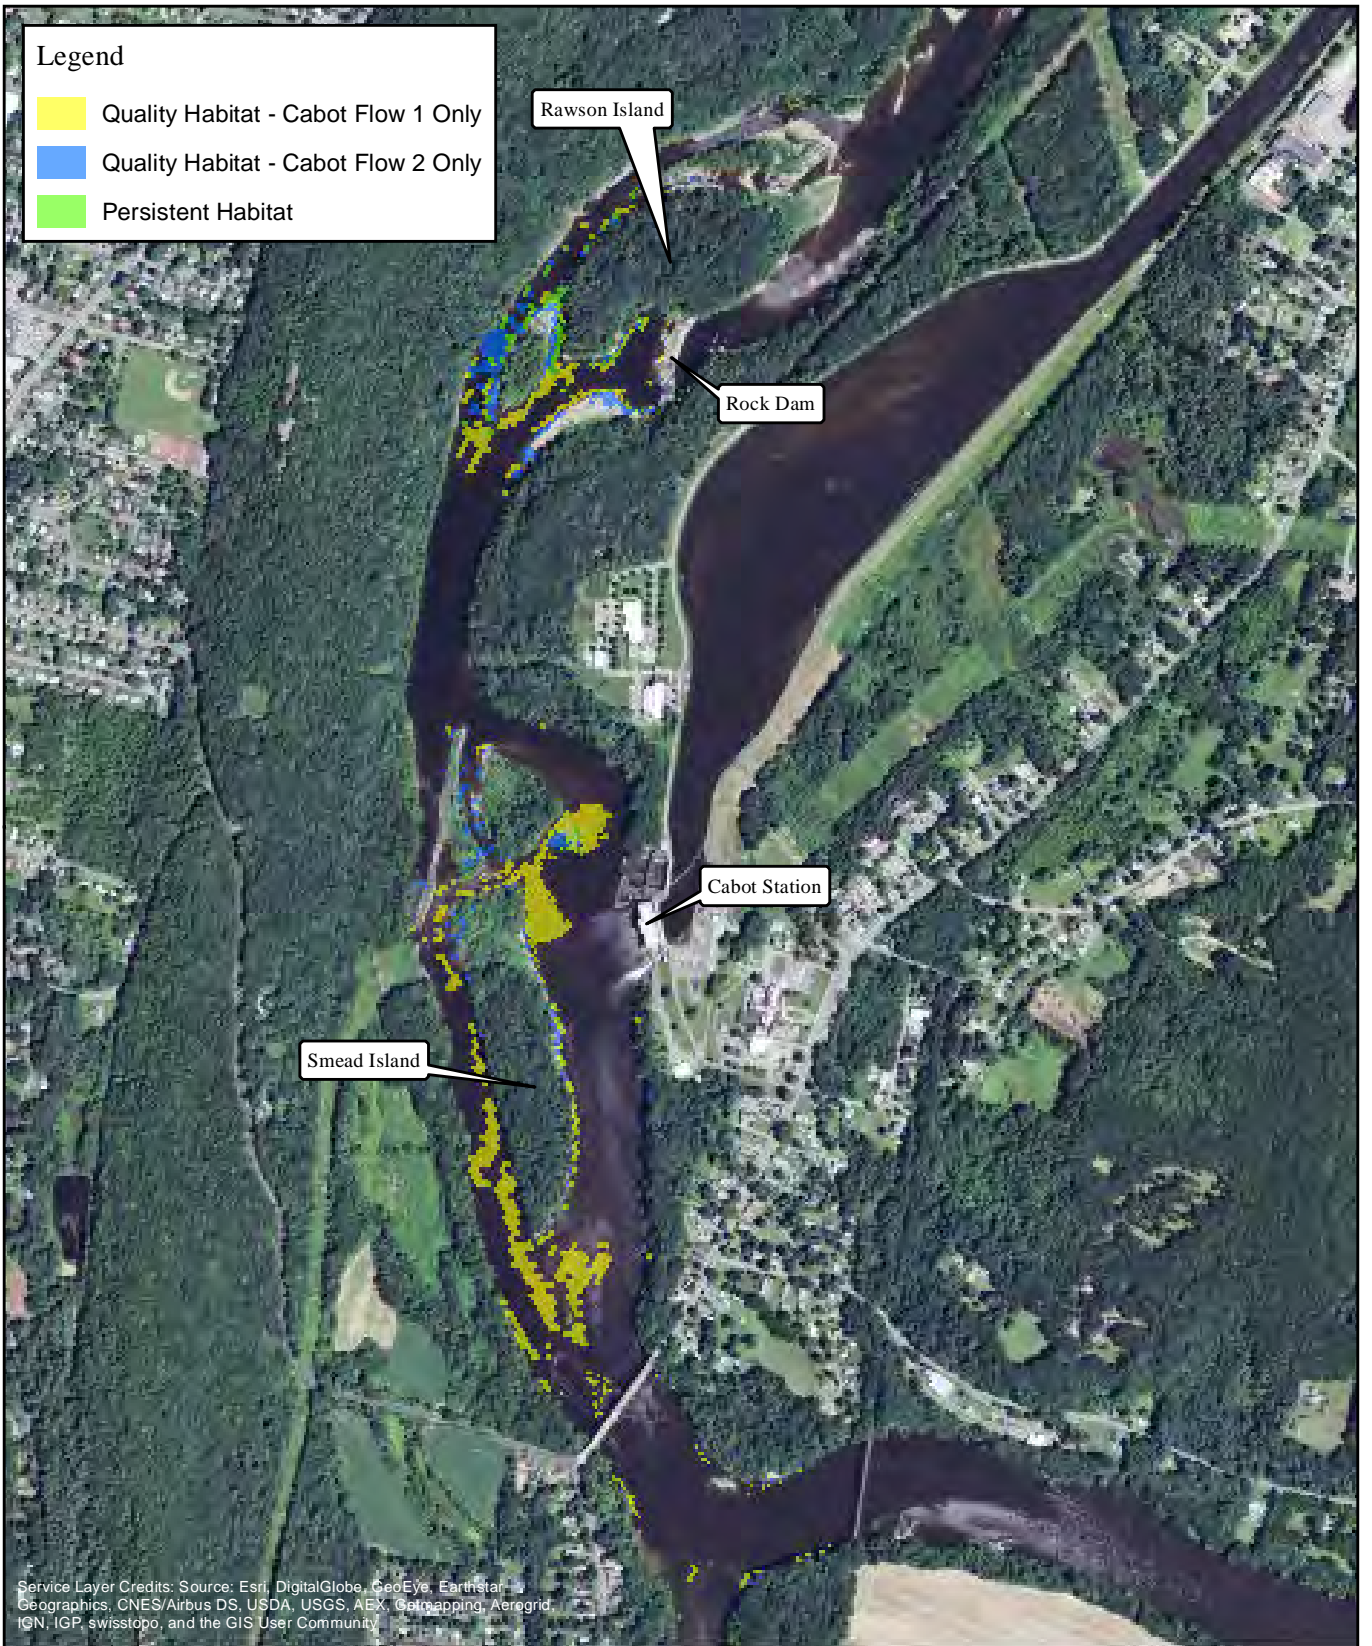 Legend
Quality Habitat - Cabot Flow 1 Only
Quality Habitat - Cabot Flow 2 Only
Persistent Habitat
Rawson Island
Rock Dam
Cabot Station
Smead Island
Service Layer Credits: Source: Esri, DigitalGlobe, GeoEye, Earthstar
Geographics, CNES/Airbus DS, USDA, USGS, AEX, Getmapping, Aerogrid,
IGN, IGP, swisstopo, and the GIS User Community